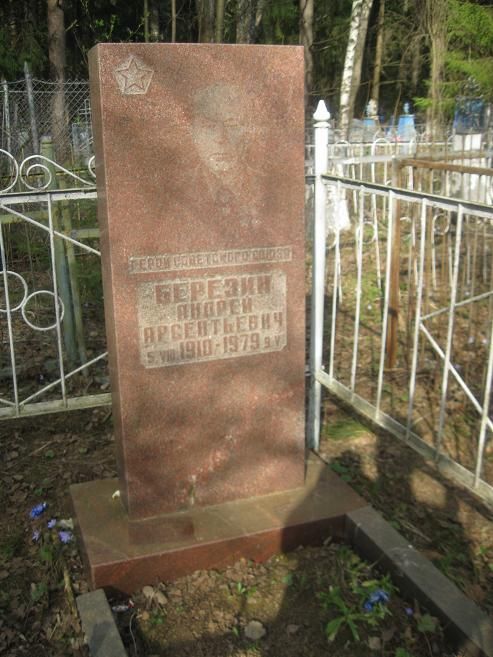 ГЕРОЙ СОВЕТСКОГО СОЮЗА
БЕРЕЗИН
АНДРЕЙ
АРСЕНТЬЕВИЧ
5.VIII 1910-1979 9.V